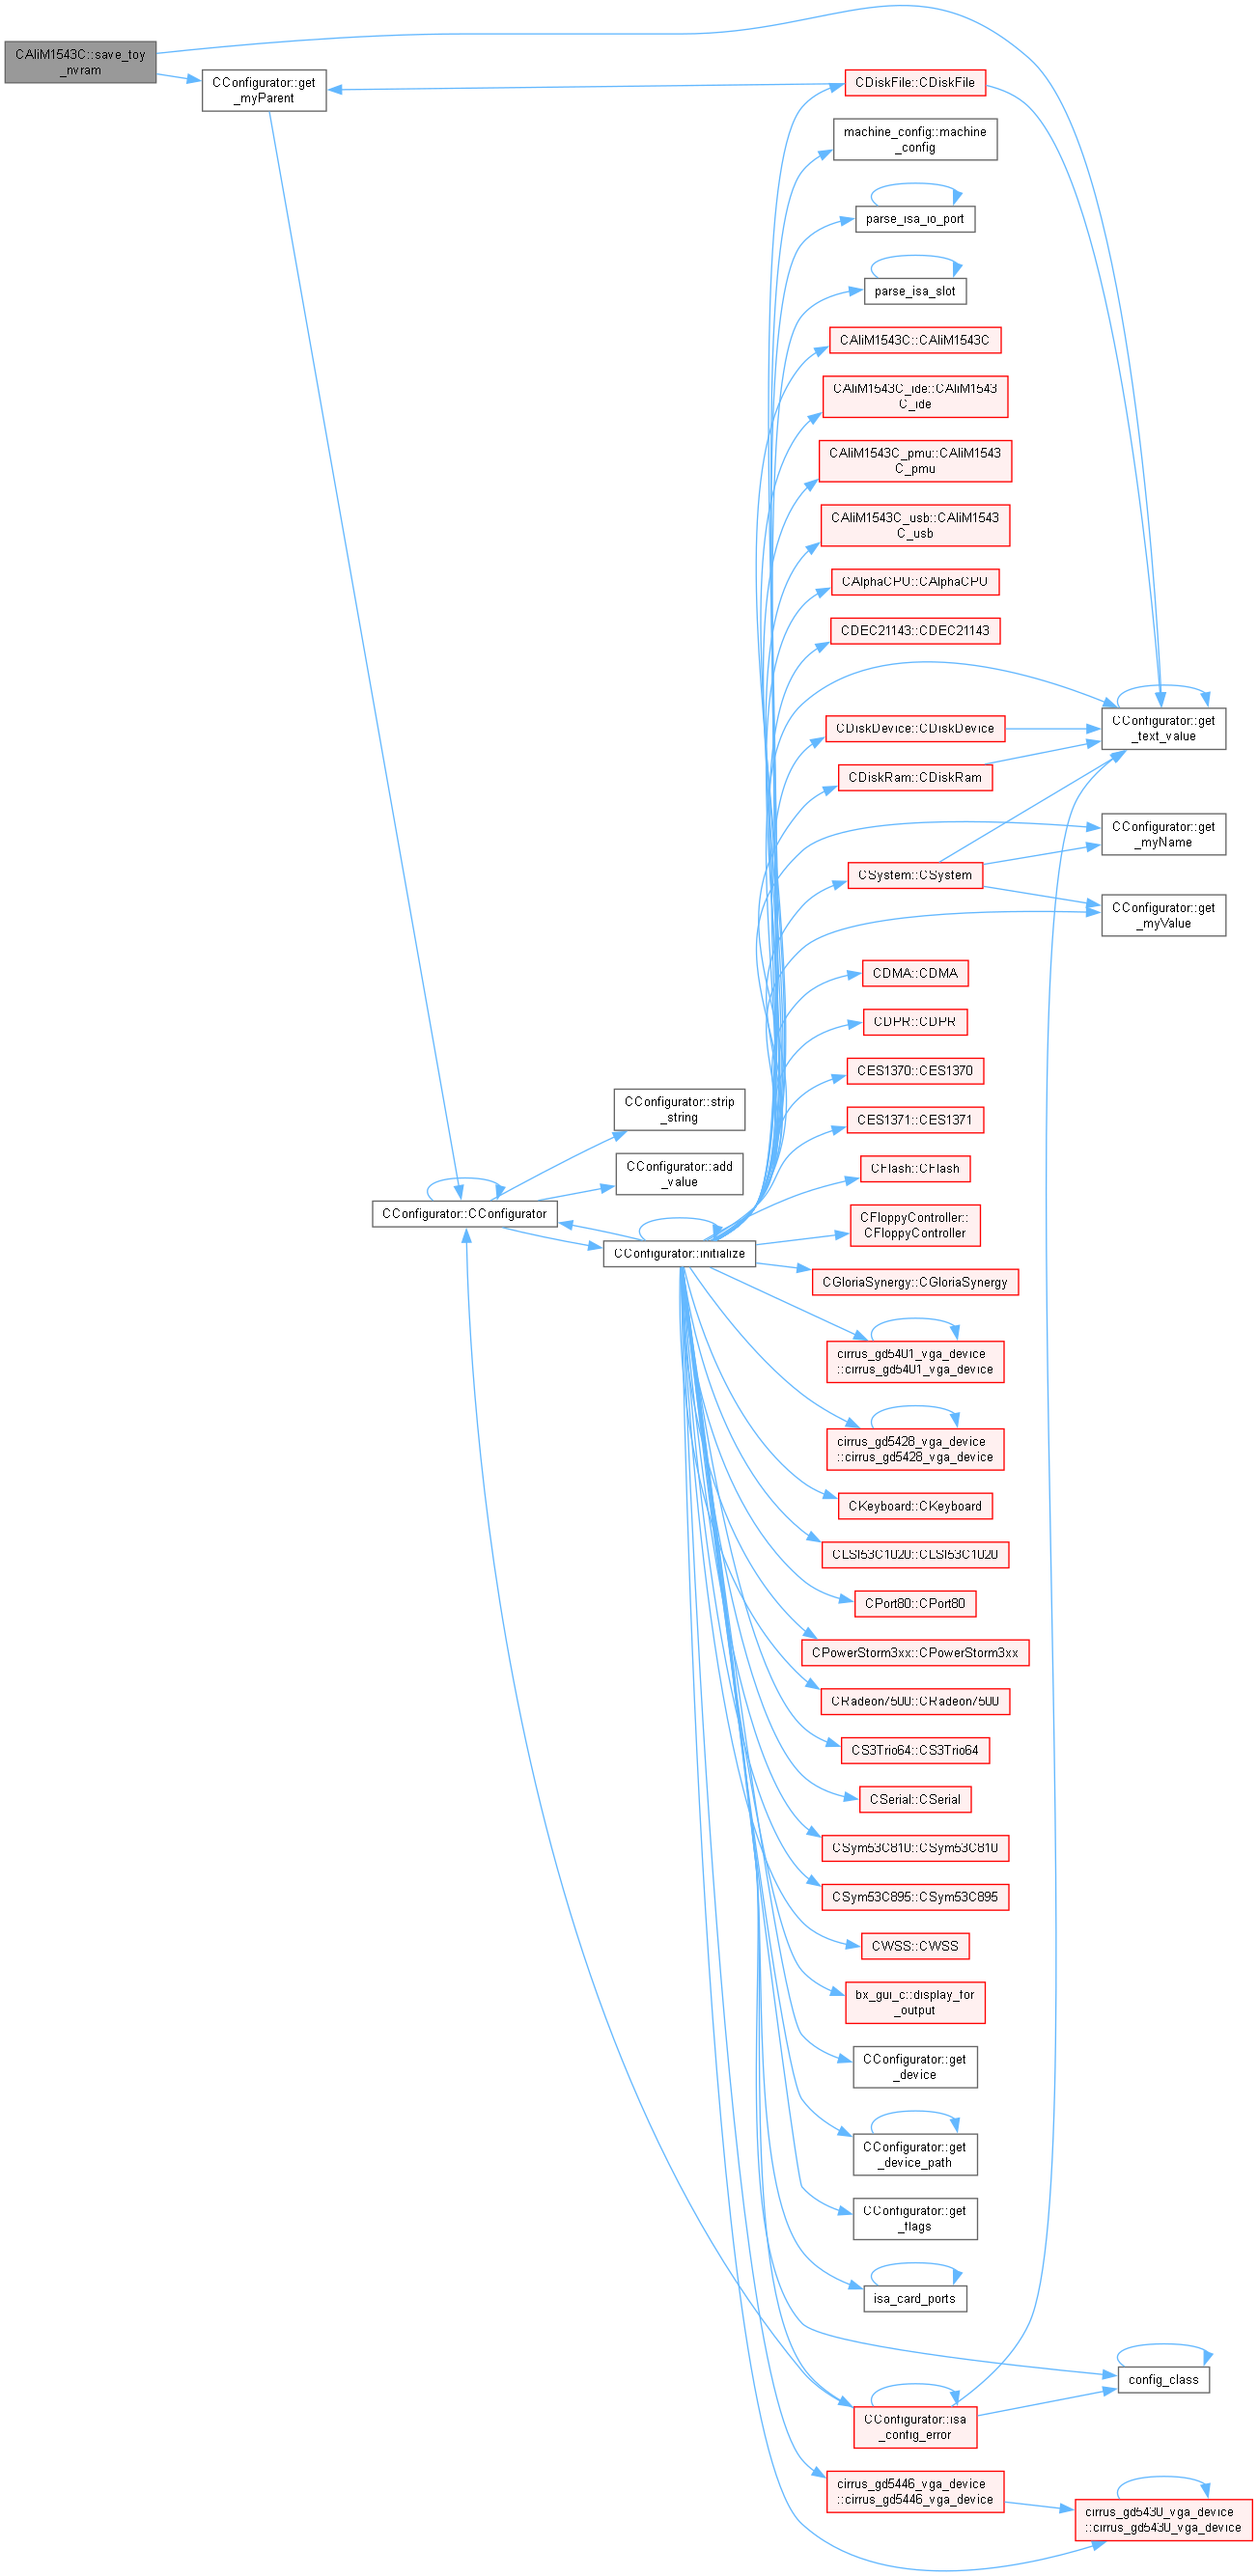 CAliM1543C::save_toy
_nvram
CConfigurator::get
_myParent
CDiskFile::CDiskFile
machine_config::machine
_config
parse_isa_io_port
parse_isa_slot
CAliM1543C::CAliM1543C
CAliM1543C_ide::CAliM1543
C_ide
CAliM1543C_pmu::CAliM1543
C_pmu
CAliM1543C_usb::CAliM1543
C_usb
CAlphaCPU::CAlphaCPU
CDEC21143::CDEC21143
CConfigurator::get
_text_value
CDiskDevice::CDiskDevice
CDiskRam::CDiskRam
CConfigurator::get
_myName
CSystem::CSystem
CConfigurator::get
_myValue
CDMA::CDMA
CDPR::CDPR
CES1370::CES1370
CConfigurator::strip
_string
CES1371::CES1371
CConfigurator::add
_value
CFlash::CFlash
CConfigurator::CConfigurator
CFloppyController::
CFloppyController
CConfigurator::initialize
CGloriaSynergy::CGloriaSynergy
cirrus_gd5401_vga_device
::cirrus_gd5401_vga_device
cirrus_gd5428_vga_device
::cirrus_gd5428_vga_device
CKeyboard::CKeyboard
CLSI53C1020::CLSI53C1020
CPort80::CPort80
CPowerStorm3xx::CPowerStorm3xx
CRadeon7500::CRadeon7500
CS3Trio64::CS3Trio64
CSerial::CSerial
CSym53C810::CSym53C810
CSym53C895::CSym53C895
CWSS::CWSS
bx_gui_c::display_for
_output
CConfigurator::get
_device
CConfigurator::get
_device_path
CConfigurator::get
_flags
isa_card_ports
config_class
CConfigurator::isa
_config_error
cirrus_gd5446_vga_device
::cirrus_gd5446_vga_device
cirrus_gd5430_vga_device
::cirrus_gd5430_vga_device